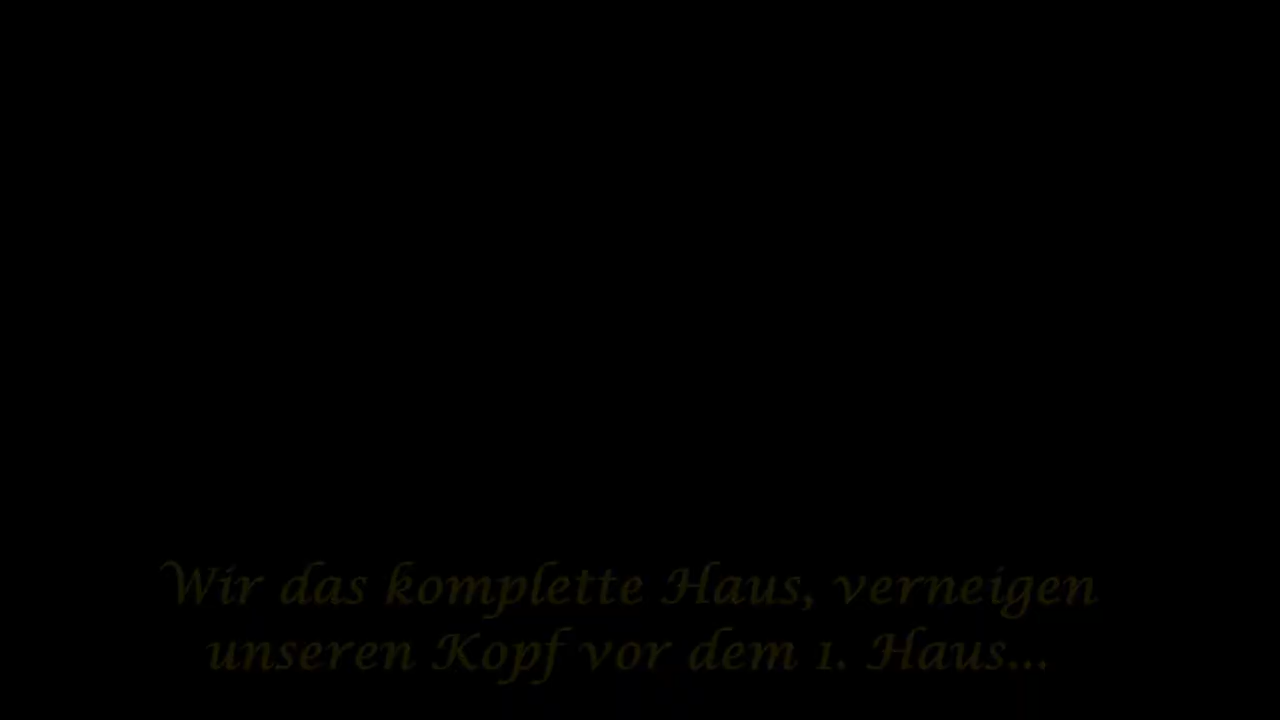 Wir das komplette Haus, verneigen
unseren Kopf vor dem 1. Haus...